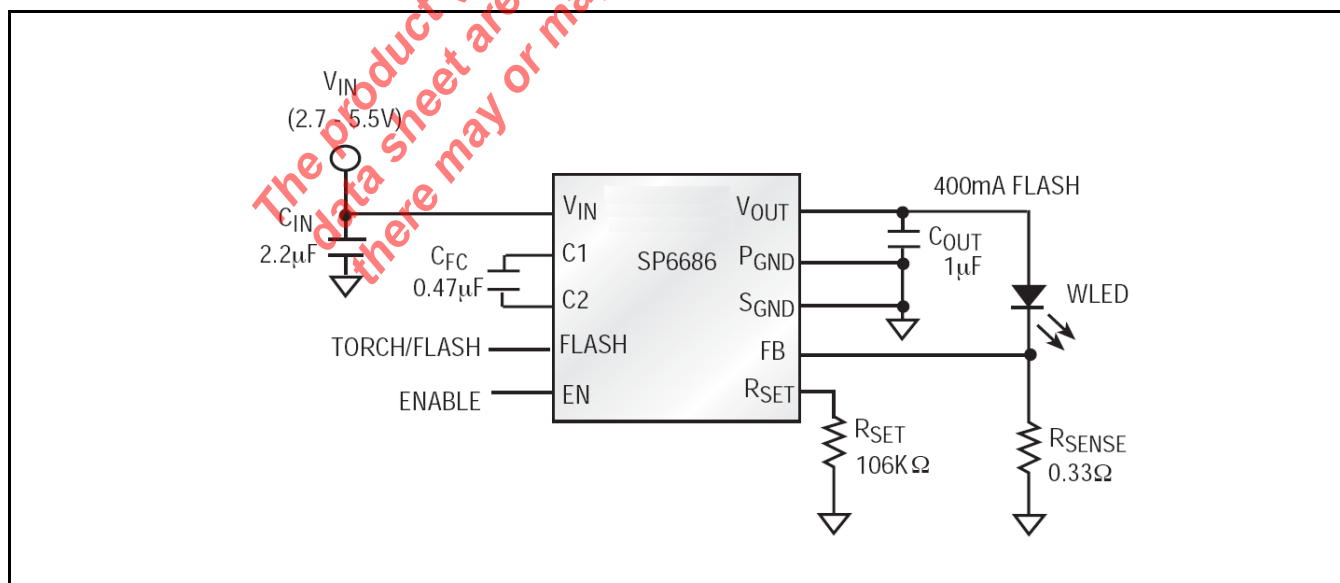 The product
data sheet are
there may or may
VIN
(2.7 - 5.5V)
CIN
2.2µF
CFC
0.47µF
TORCH/FLASH
ENABLE
VIN
C1
C2
FLASH
EN
SP6686
VOUT
PGND
SGND
FB
RSET
400mA FLASH
COUT
1µF
WLED
RSET
106KΩ
RSENSE
0.33Ω